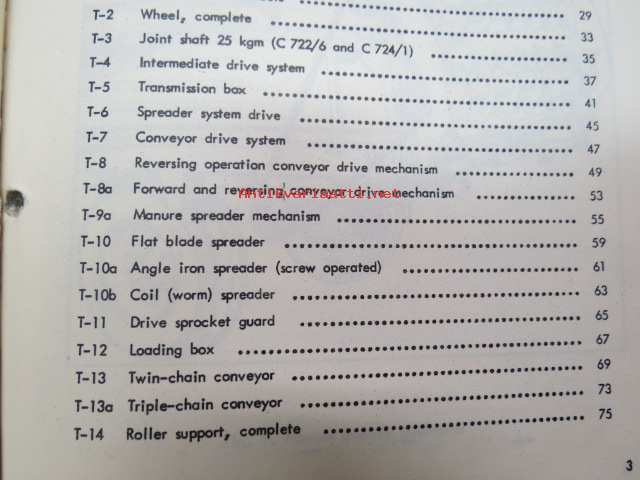 29
T-2 Wheel, complete 33
T-3 Joint shaft 25 kgm (C 722/6 and C 724/1) 35
T-4 Intermediate drive system 37
T-5 Transmission box 41
T-6 Spreader system drive 45
T-7 Conveyor drive system 47
T-8 Reversing operation conveyor drive mechanism 49
T-8a Forward and reversing conveyor drive mechanism 53
T-9a Manure spreader mechanism 55
T-10 Flat blade spreader 59
T-10a Angle iron spreader (screw operated) 61
T-10b Coil (worm) spreader 63
T-11 Drive sprocket guard 65
T-12 Loading box 67
T-13 Twin-chain conveyor 69
T-13a Triple-chain conveyor 73
T-14 Roller support, complete 75
3